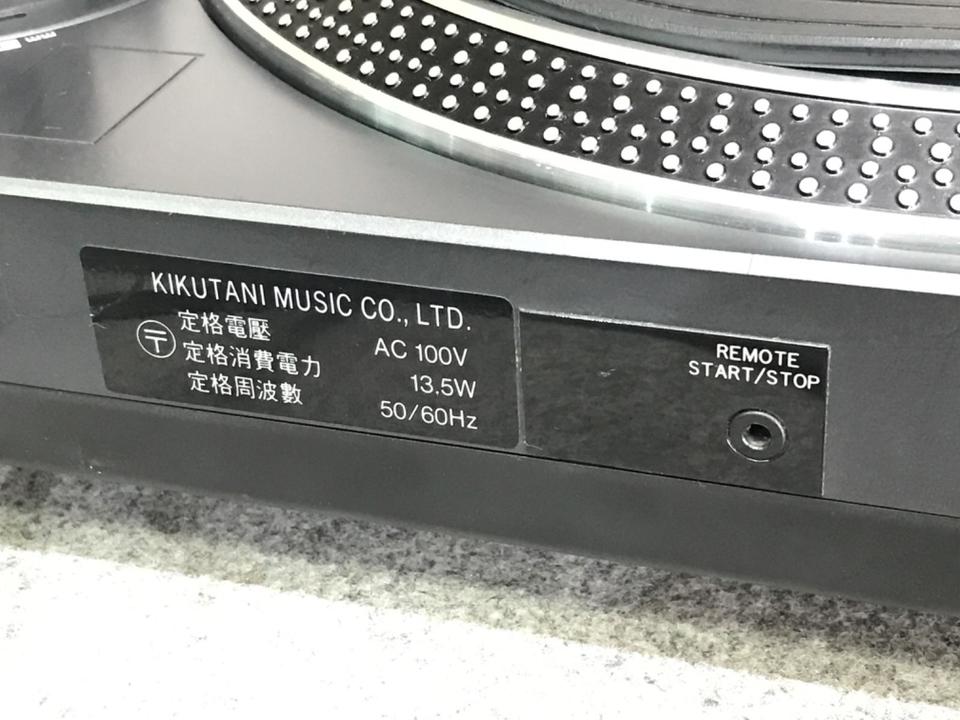 KIKUTANI MUSIC CO., LTD.
〶 定格電壓 AC 100V
定格消費電力 13.5W
定格周波數 50/60Hz
REMOTE
START/STOP